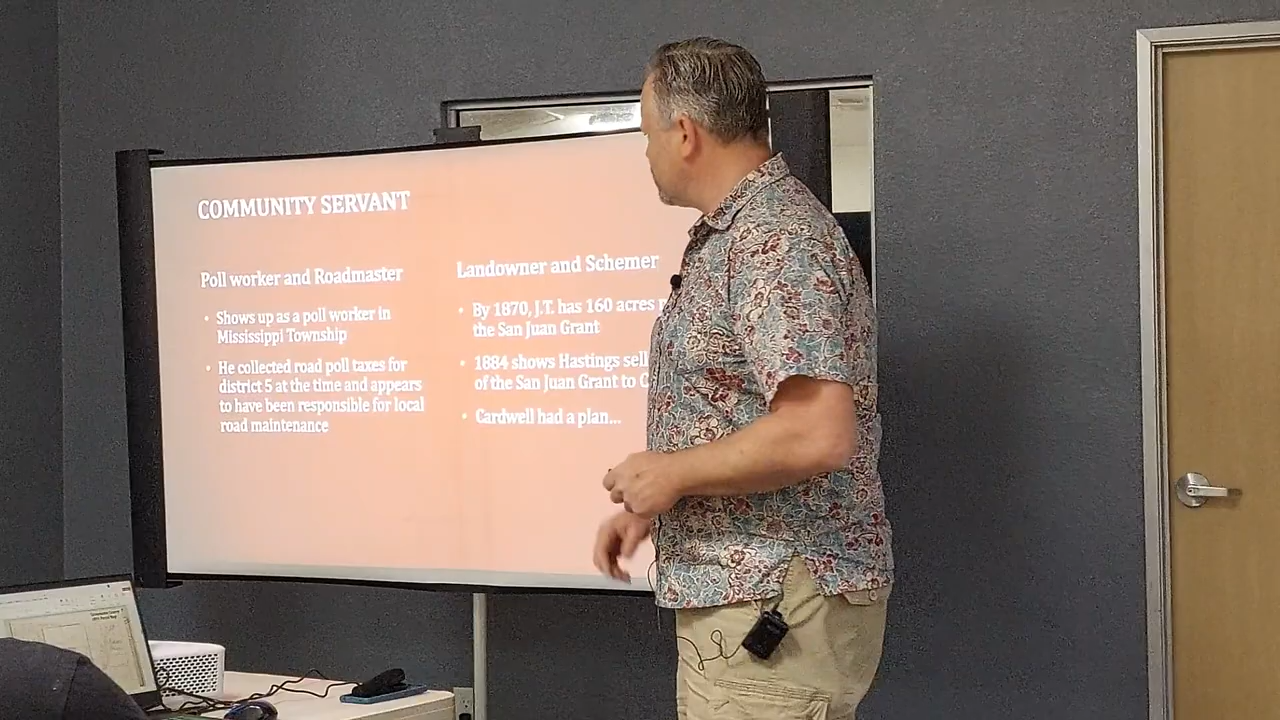 COMMUNITY SERVANT
Poll worker and Roadmaster
• Shows up as a poll worker in
Mississippi Township
• He collected road poll taxes for
district 5 at the time and appears
to have been responsible for local
road maintenance
Landowner and Schemer
• By 1870, J.T. has 160 acres
the San Juan Grant
• 1884 shows Hastings sell
of the San Juan Grant to C
• Cardwell had a plan...